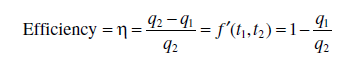 Efficiency = η = (q₂ − q₁) / q₂ = f′(t₁, t₂) = 1 − q₁ / q₂